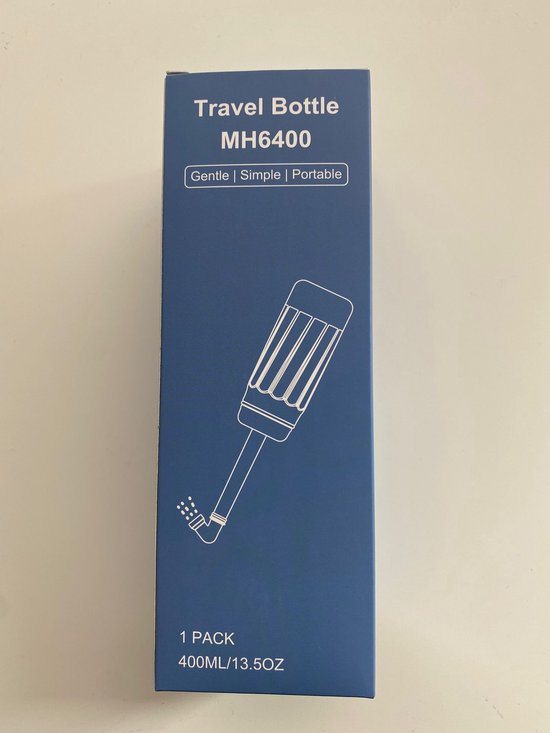 Travel Bottle
MH6400
Gentle | Simple | Portable
1 PACK
400ML/13.5OZ